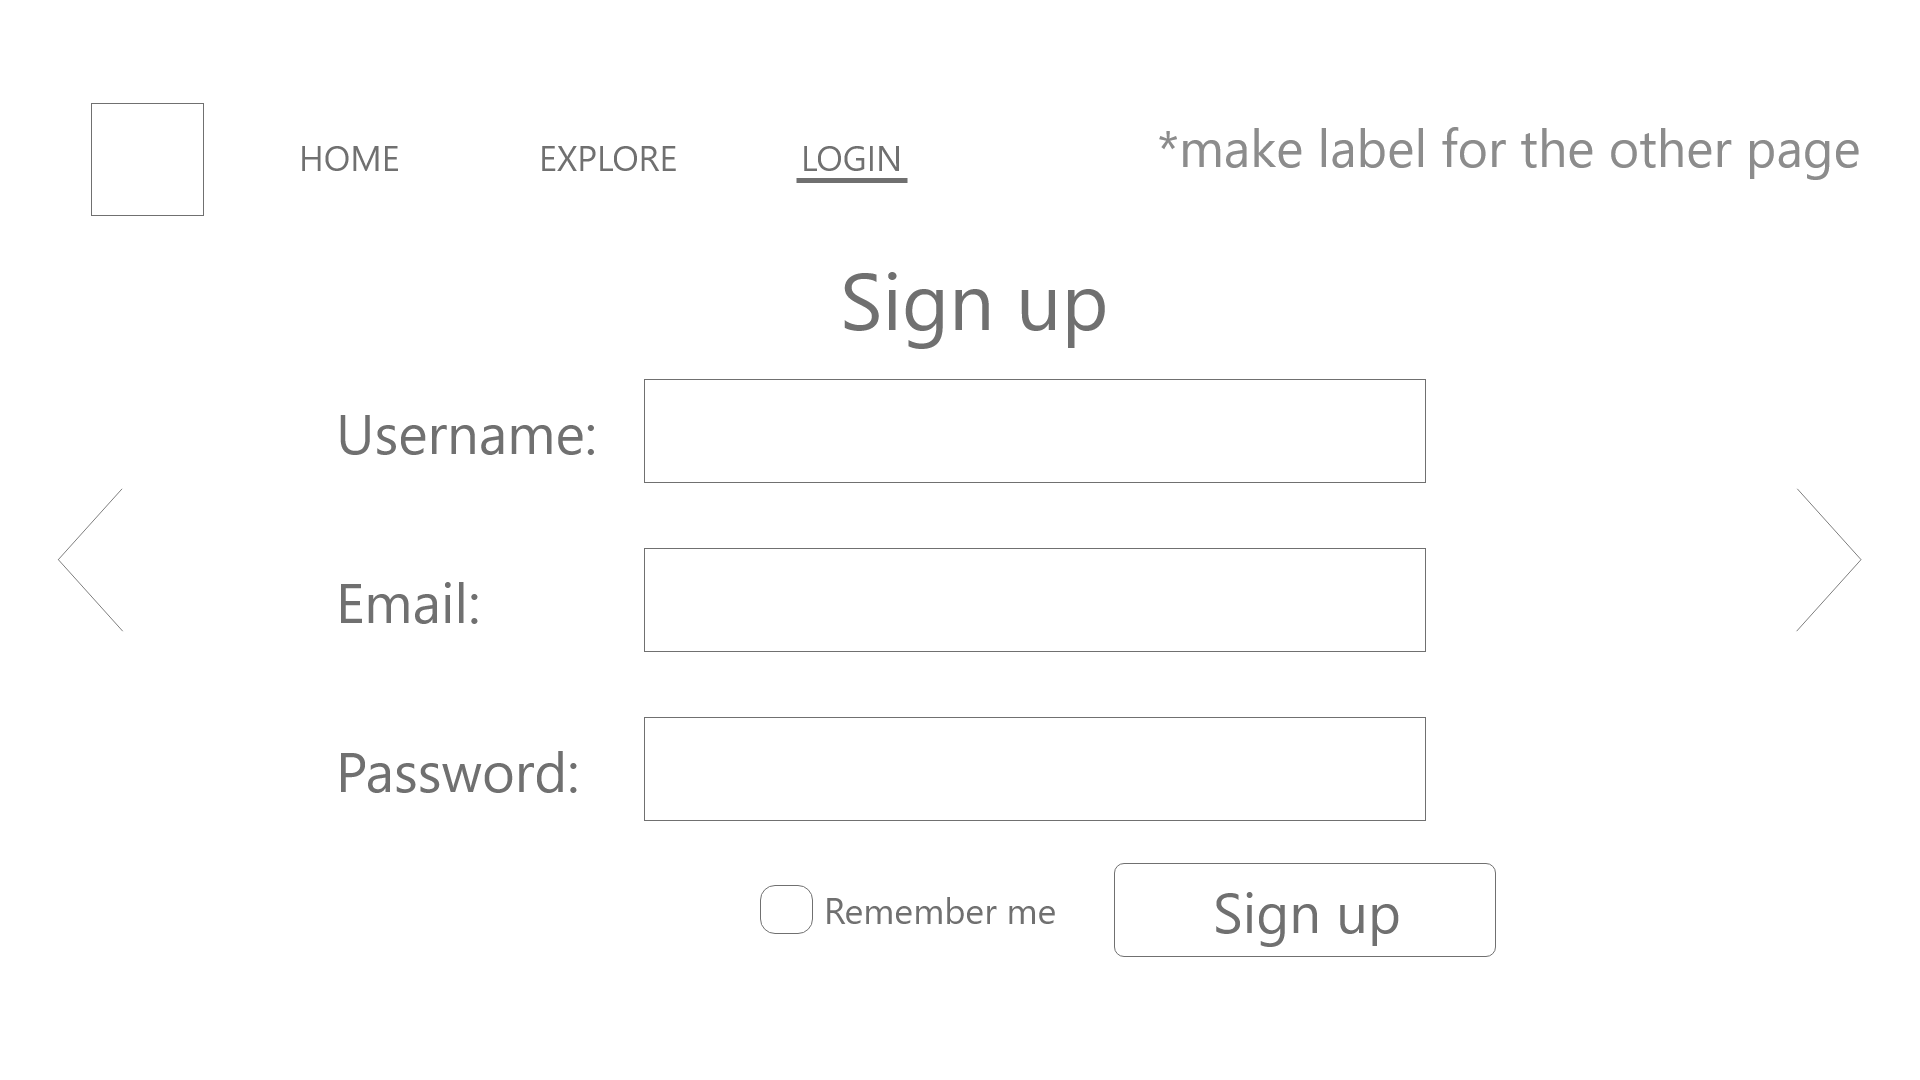 HOME EXPLORE LOGIN *make label for the other page
Sign up
Username:
Email:
Password:
Remember me Sign up